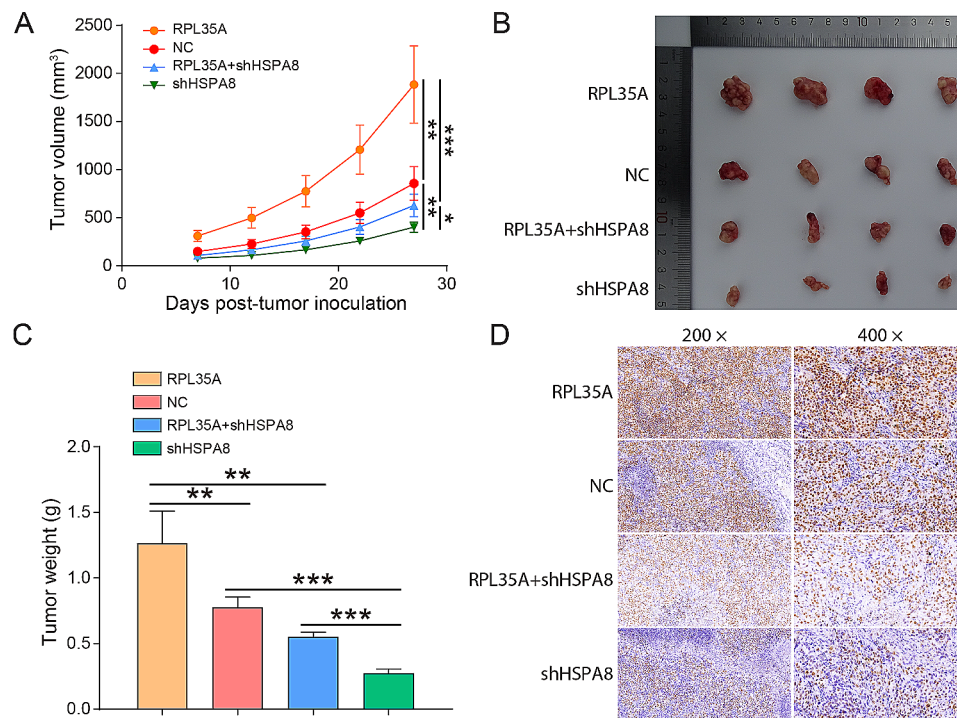 A
RPL35A
NC
RPL35A+shHSPA8
shHSPA8
Tumor volume (mm³)
2500
2000
1500
1000
500
0
0 10 20 30
Days post-tumor inoculation
** ***
** *
B
RPL35A
NC
RPL35A+shHSPA8
shHSPA8
C
RPL35A
NC
RPL35A+shHSPA8
shHSPA8
Tumor weight (g)
2.0
1.5
1.0
0.5
0.0
**
**
***
***
D
200 × 400 ×
RPL35A
NC
RPL35A+shHSPA8
shHSPA8